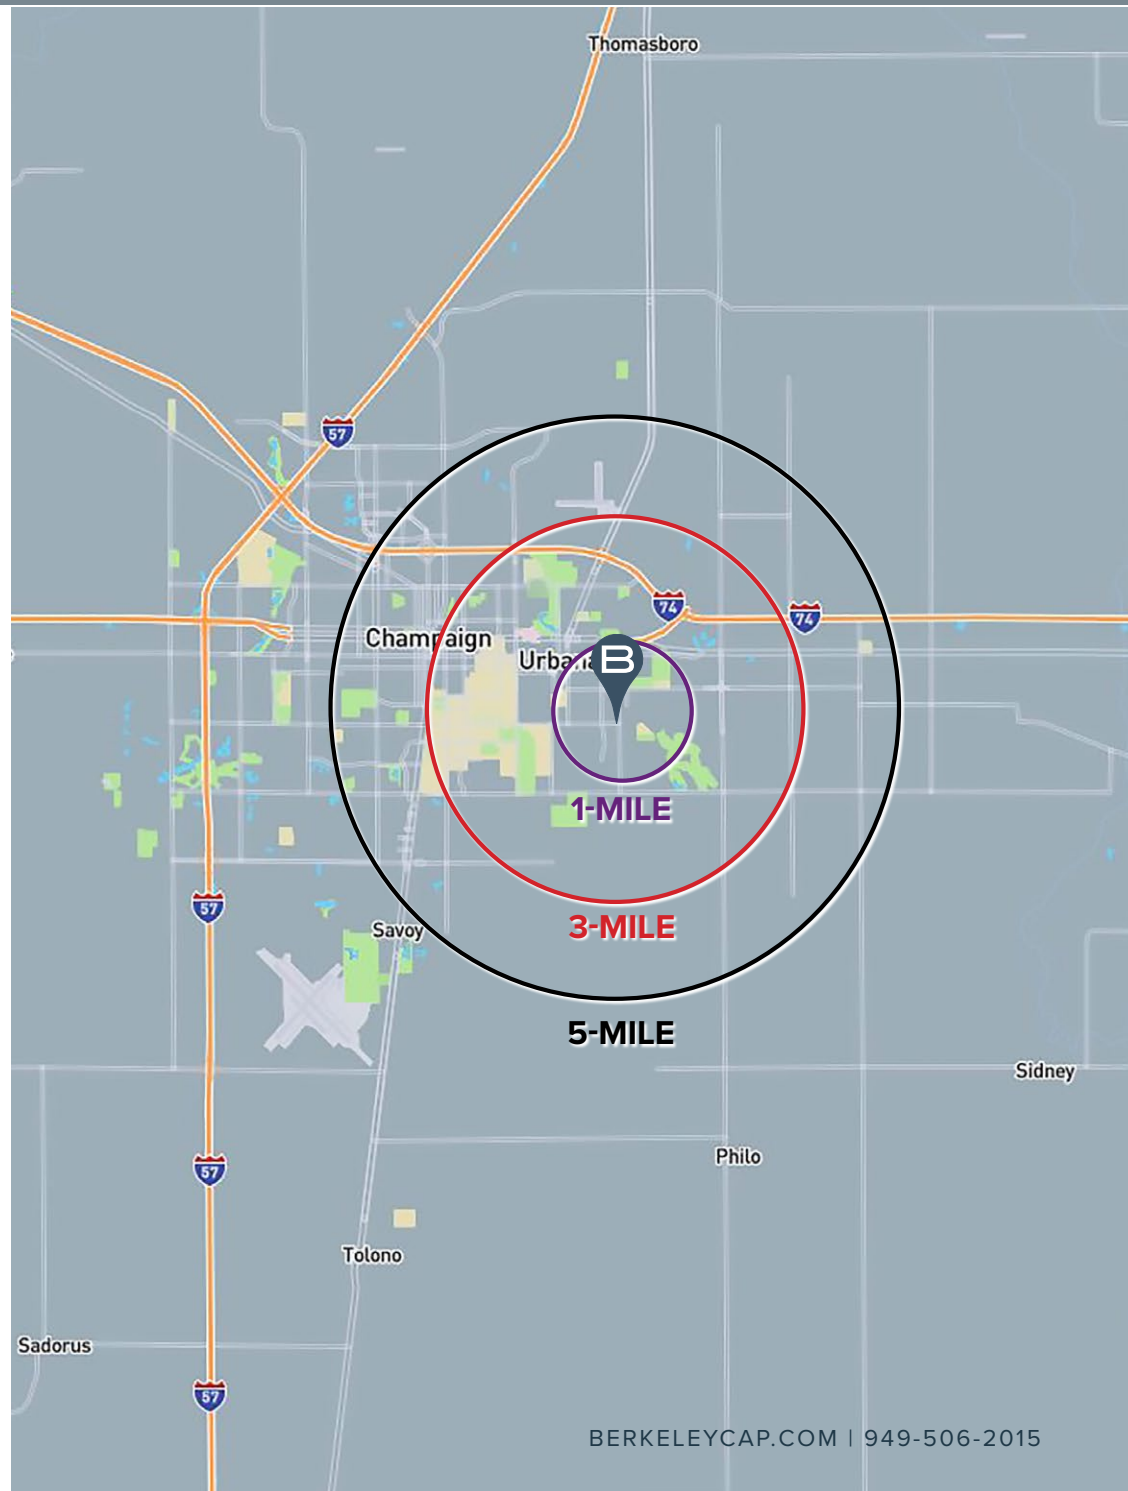 Thomasboro
57
74
74
Champaign
Urbana
B
1-MILE
57
3-MILE
Savoy
5-MILE
Sidney
Philo
57
Tolono
Sadorus
57
BERKELEYCAP.COM | 949-506-2015